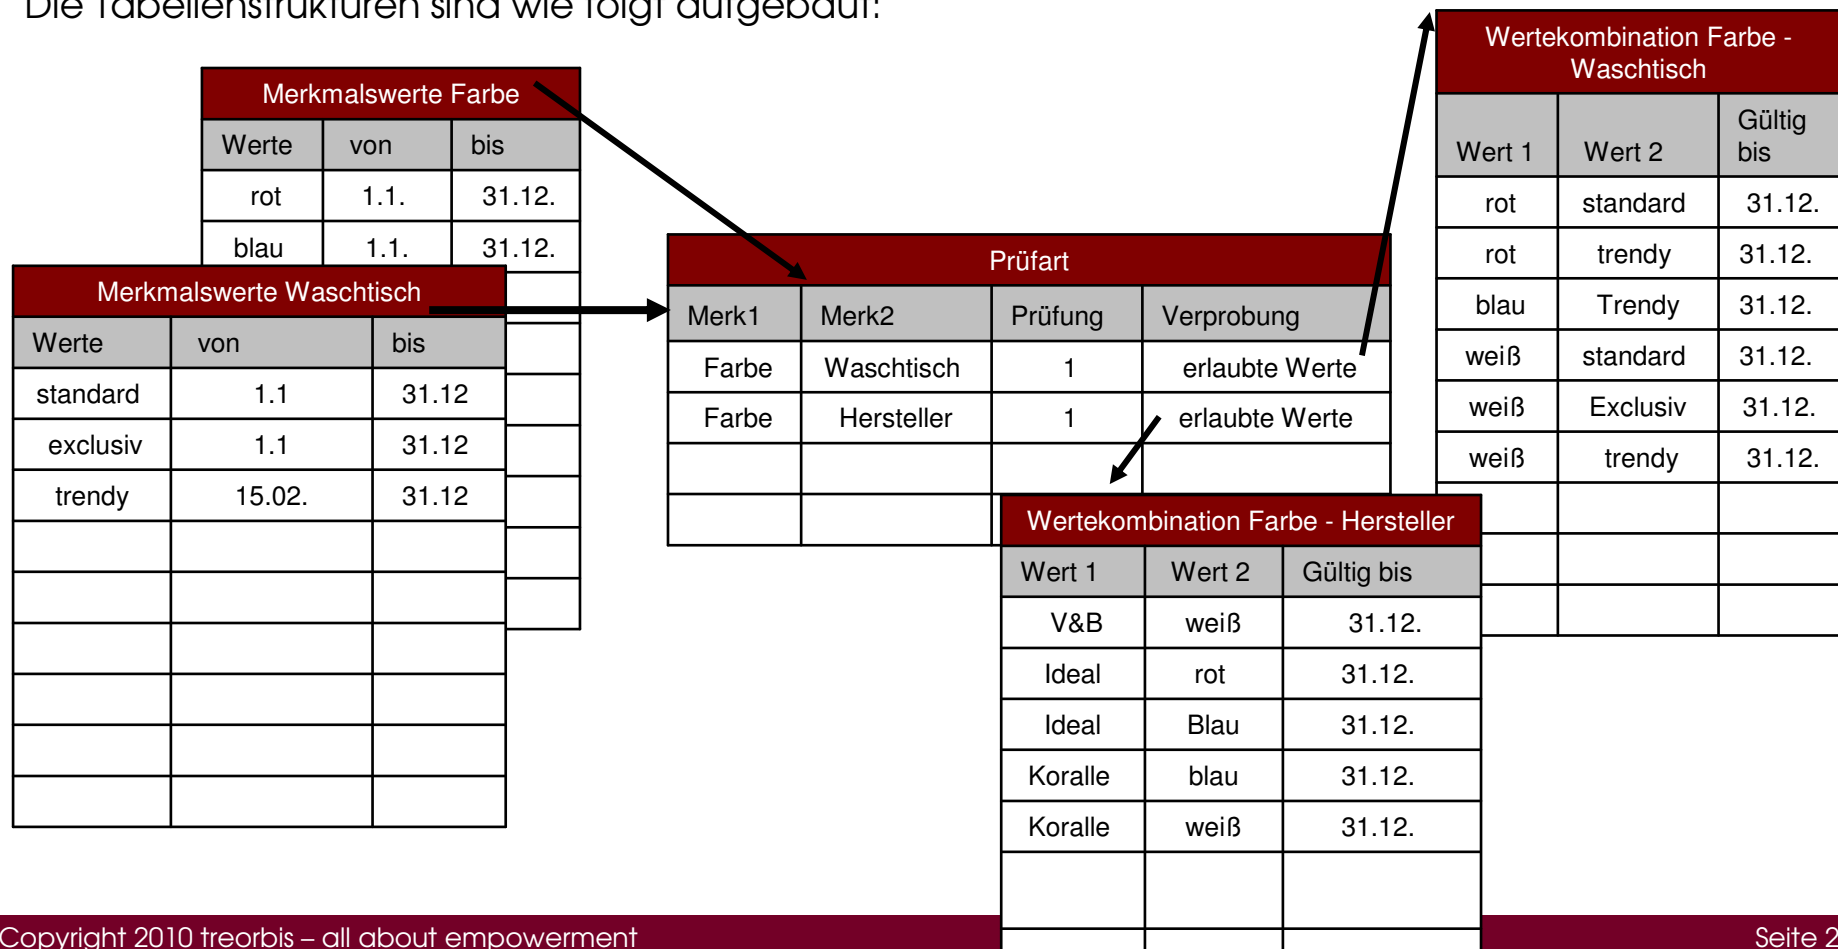 Die Tabellenstrukturen sind wie folgt aufgebaut:
Merkmalswerte Farbe
Werte von bis
rot 1.1. 31.12.
blau 1.1. 31.12.
Merkmalswerte Waschtisch
Werte von bis
standard 1.1 31.12
exclusiv 1.1 31.12
trendy 15.02. 31.12
Prüfart
Merk1 Merk2 Prüfung Verprobung
Farbe Waschtisch 1 erlaubte Werte
Farbe Hersteller 1 erlaubte Werte
Wertekombination Farbe -
Waschtisch
Wert 1 Wert 2 Gültig
bis
rot standard 31.12.
rot trendy 31.12.
blau Trendy 31.12.
weiß standard 31.12.
weiß Exclusiv 31.12.
weiß trendy 31.12.
Wertekombination Farbe - Hersteller
Wert 1 Wert 2 Gültig bis
V&B weiß 31.12.
Ideal rot 31.12.
Ideal Blau 31.12.
Koralle blau 31.12.
Koralle weiß 31.12.
Copyright 2010 treorbis – all about empowerment
Seite 2